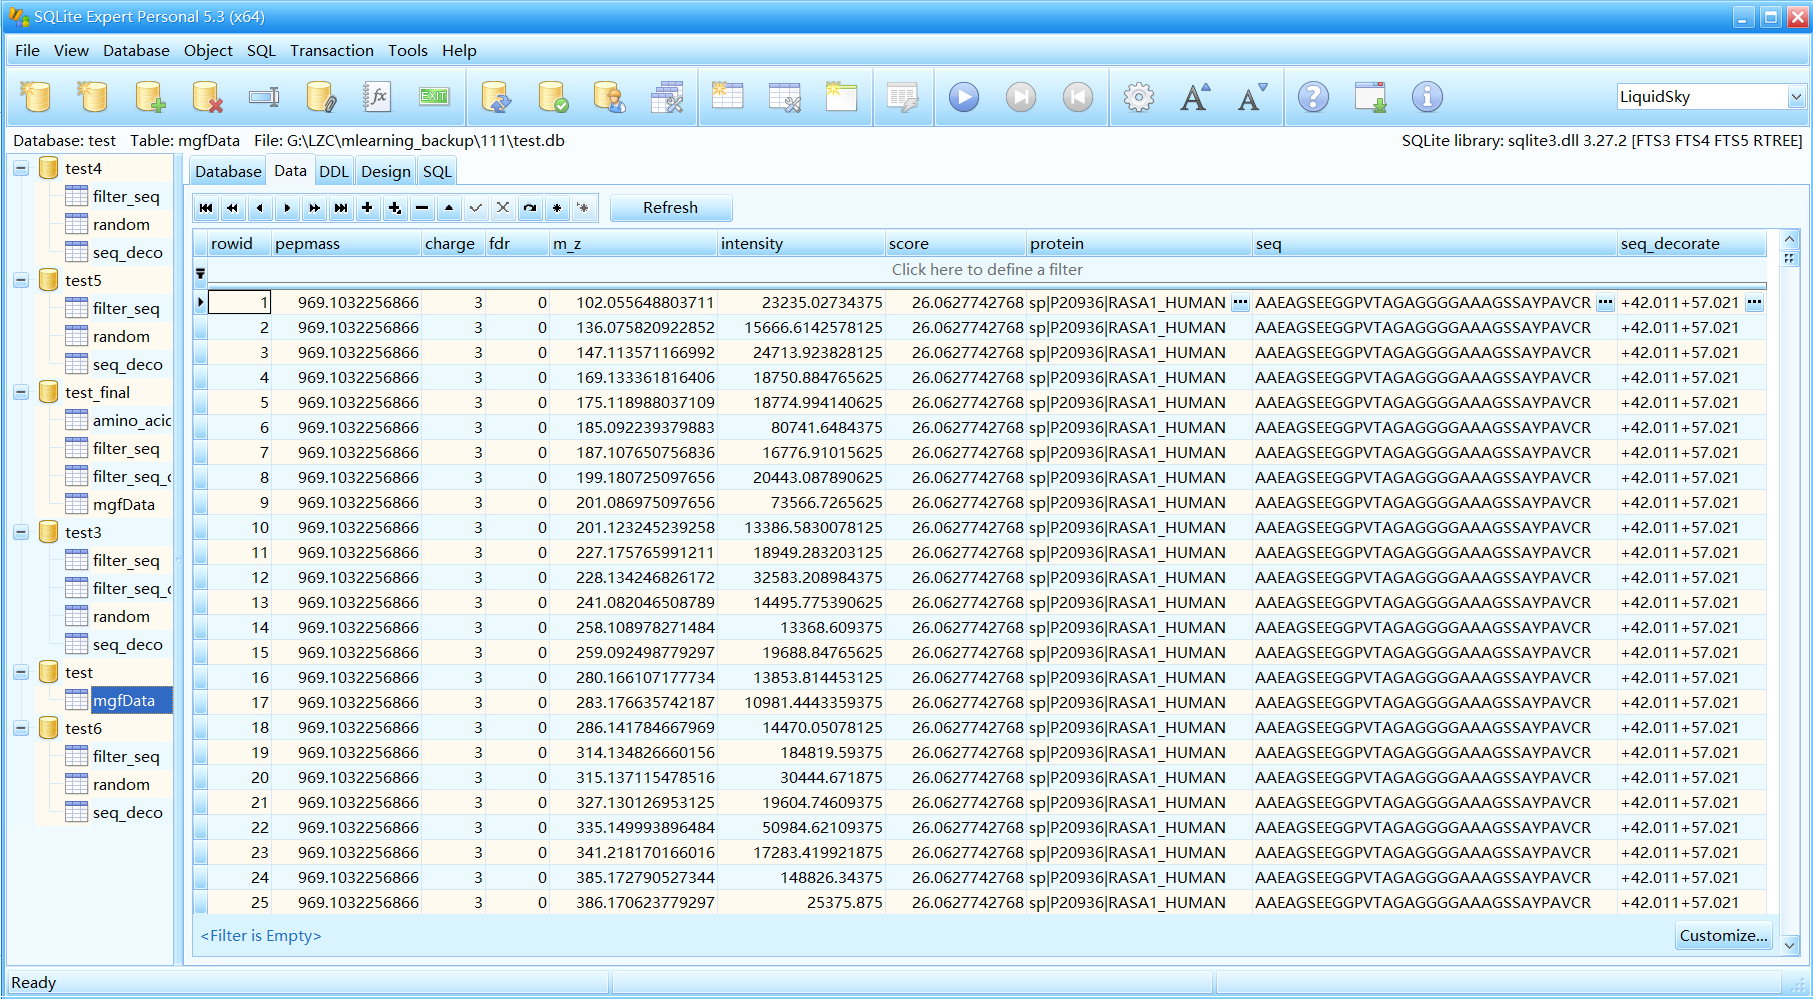 SQLite Expert Personal 5.3 (x64)
File View Database Object SQL Transaction Tools Help
fx EXIT A A ? i LiquidSky
Database: test Table: mgfData File: G:\LZC\mlearning_backup\111\test.db SQLite library: sqlite3.dll 3.27.2 [FTS3 FTS4 FTS5 RTREE]
test4
filter_seq
random
seq_deco
test5
filter_seq
random
seq_deco
test_final
amino_acic
filter_seq
filter_seq_c
mgfData
test3
filter_seq
filter_seq_c
random
seq_deco
test
mgfData
test6
filter_seq
random
seq_deco
Database Data DDL Design SQL
Refresh
rowid pepmass charge fdr m_z intensity score protein seq seq_decorate
Click here to define a filter
1 969.1032256866 3 0 102.055648803711 23235.02734375 26.0627742768 sp|P20936|RASA1_HUMAN ... AAEAGSEEGGPVTAGAGGGGAAAGSSAYPAVCR ... +42.011+57.021 ...
2 969.1032256866 3 0 136.075820922852 15666.6142578125 26.0627742768 sp|P20936|RASA1_HUMAN AAEAGSEEGGPVTAGAGGGGAAAGSSAYPAVCR +42.011+57.021
3 969.1032256866 3 0 147.113571166992 24713.923828125 26.0627742768 sp|P20936|RASA1_HUMAN AAEAGSEEGGPVTAGAGGGGAAAGSSAYPAVCR +42.011+57.021
4 969.1032256866 3 0 169.133361816406 18750.884765625 26.0627742768 sp|P20936|RASA1_HUMAN AAEAGSEEGGPVTAGAGGGGAAAGSSAYPAVCR +42.011+57.021
5 969.1032256866 3 0 175.118988037109 18774.994140625 26.0627742768 sp|P20936|RASA1_HUMAN AAEAGSEEGGPVTAGAGGGGAAAGSSAYPAVCR +42.011+57.021
6 969.1032256866 3 0 185.092239379883 80741.6484375 26.0627742768 sp|P20936|RASA1_HUMAN AAEAGSEEGGPVTAGAGGGGAAAGSSAYPAVCR +42.011+57.021
7 969.1032256866 3 0 187.107650756836 16776.91015625 26.0627742768 sp|P20936|RASA1_HUMAN AAEAGSEEGGPVTAGAGGGGAAAGSSAYPAVCR +42.011+57.021
8 969.1032256866 3 0 199.180725097656 20443.087890625 26.0627742768 sp|P20936|RASA1_HUMAN AAEAGSEEGGPVTAGAGGGGAAAGSSAYPAVCR +42.011+57.021
9 969.1032256866 3 0 201.086975097656 73566.7265625 26.0627742768 sp|P20936|RASA1_HUMAN AAEAGSEEGGPVTAGAGGGGAAAGSSAYPAVCR +42.011+57.021
10 969.1032256866 3 0 201.123245239258 13386.5830078125 26.0627742768 sp|P20936|RASA1_HUMAN AAEAGSEEGGPVTAGAGGGGAAAGSSAYPAVCR +42.011+57.021
11 969.1032256866 3 0 227.175765991211 18949.283203125 26.0627742768 sp|P20936|RASA1_HUMAN AAEAGSEEGGPVTAGAGGGGAAAGSSAYPAVCR +42.011+57.021
12 969.1032256866 3 0 228.134246826172 32583.208984375 26.0627742768 sp|P20936|RASA1_HUMAN AAEAGSEEGGPVTAGAGGGGAAAGSSAYPAVCR +42.011+57.021
13 969.1032256866 3 0 241.082046508789 14495.775390625 26.0627742768 sp|P20936|RASA1_HUMAN AAEAGSEEGGPVTAGAGGGGAAAGSSAYPAVCR +42.011+57.021
14 969.1032256866 3 0 258.108978271484 13368.609375 26.0627742768 sp|P20936|RASA1_HUMAN AAEAGSEEGGPVTAGAGGGGAAAGSSAYPAVCR +42.011+57.021
15 969.1032256866 3 0 259.092498779297 19688.84765625 26.0627742768 sp|P20936|RASA1_HUMAN AAEAGSEEGGPVTAGAGGGGAAAGSSAYPAVCR +42.011+57.021
16 969.1032256866 3 0 280.166107177734 13853.814453125 26.0627742768 sp|P20936|RASA1_HUMAN AAEAGSEEGGPVTAGAGGGGAAAGSSAYPAVCR +42.011+57.021
17 969.1032256866 3 0 283.176635742187 10981.4443359375 26.0627742768 sp|P20936|RASA1_HUMAN AAEAGSEEGGPVTAGAGGGGAAAGSSAYPAVCR +42.011+57.021
18 969.1032256866 3 0 286.141784667969 14470.05078125 26.0627742768 sp|P20936|RASA1_HUMAN AAEAGSEEGGPVTAGAGGGGAAAGSSAYPAVCR +42.011+57.021
19 969.1032256866 3 0 314.134826660156 184819.59375 26.0627742768 sp|P20936|RASA1_HUMAN AAEAGSEEGGPVTAGAGGGGAAAGSSAYPAVCR +42.011+57.021
20 969.1032256866 3 0 315.137115478516 30444.671875 26.0627742768 sp|P20936|RASA1_HUMAN AAEAGSEEGGPVTAGAGGGGAAAGSSAYPAVCR +42.011+57.021
21 969.1032256866 3 0 327.130126953125 19604.74609375 26.0627742768 sp|P20936|RASA1_HUMAN AAEAGSEEGGPVTAGAGGGGAAAGSSAYPAVCR +42.011+57.021
22 969.1032256866 3 0 335.149993896484 50984.62109375 26.0627742768 sp|P20936|RASA1_HUMAN AAEAGSEEGGPVTAGAGGGGAAAGSSAYPAVCR +42.011+57.021
23 969.1032256866 3 0 341.218170166016 17283.419921875 26.0627742768 sp|P20936|RASA1_HUMAN AAEAGSEEGGPVTAGAGGGGAAAGSSAYPAVCR +42.011+57.021
24 969.1032256866 3 0 385.172790527344 148826.34375 26.0627742768 sp|P20936|RASA1_HUMAN AAEAGSEEGGPVTAGAGGGGAAAGSSAYPAVCR +42.011+57.021
25 969.1032256866 3 0 386.170623779297 25375.875 26.0627742768 sp|P20936|RASA1_HUMAN AAEAGSEEGGPVTAGAGGGGAAAGSSAYPAVCR +42.011+57.021
<Filter is Empty> Customize...
Ready